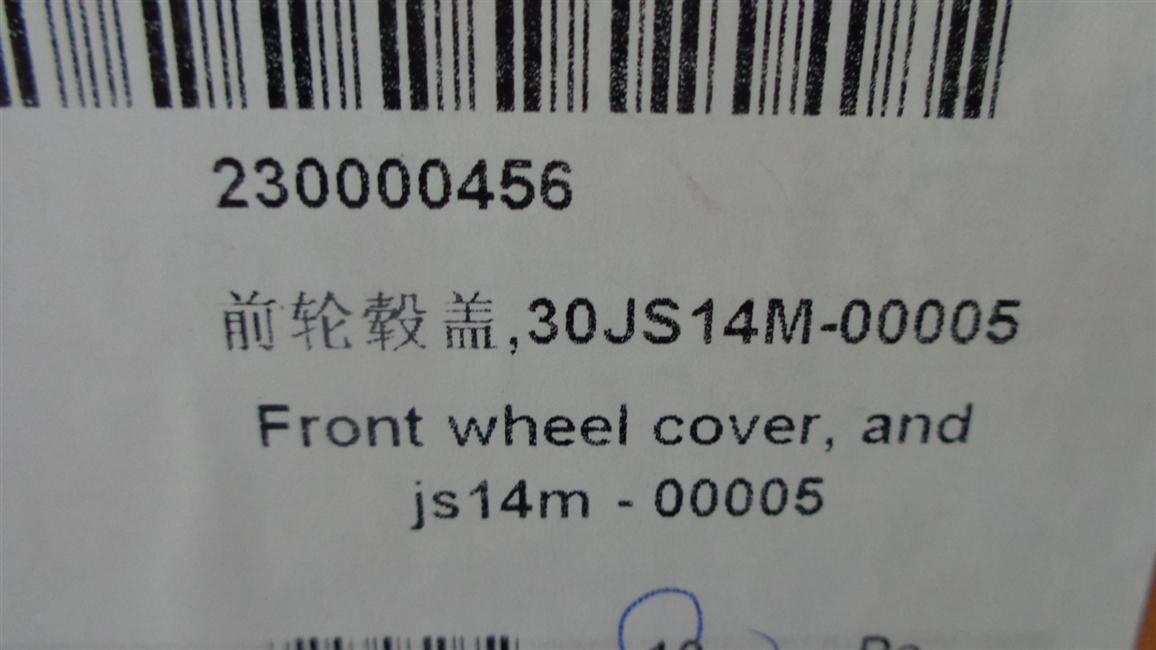 230000456
前轮毂盖,30JS14M-00005
Front wheel cover, and
js14m - 00005